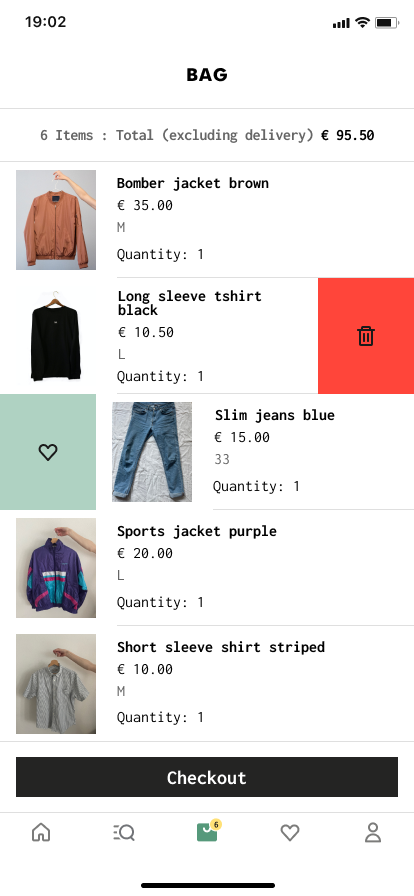 19:02
BAG
6 Items : Total (excluding delivery) € 95.50
Bomber jacket brown
€ 35.00
M
Quantity: 1
Long sleeve tshirt
black
€ 10.50
L
Quantity: 1
Slim jeans blue
€ 15.00
33
Quantity: 1
Sports jacket purple
€ 20.00
L
Quantity: 1
Short sleeve shirt striped
€ 10.00
M
Quantity: 1
Checkout
6